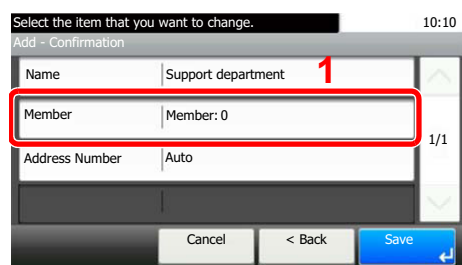 Select the item that you want to change. 10:10
Add - Confirmation
Name Support department 1
Member Member: 0
1/1
Address Number Auto
Cancel < Back Save